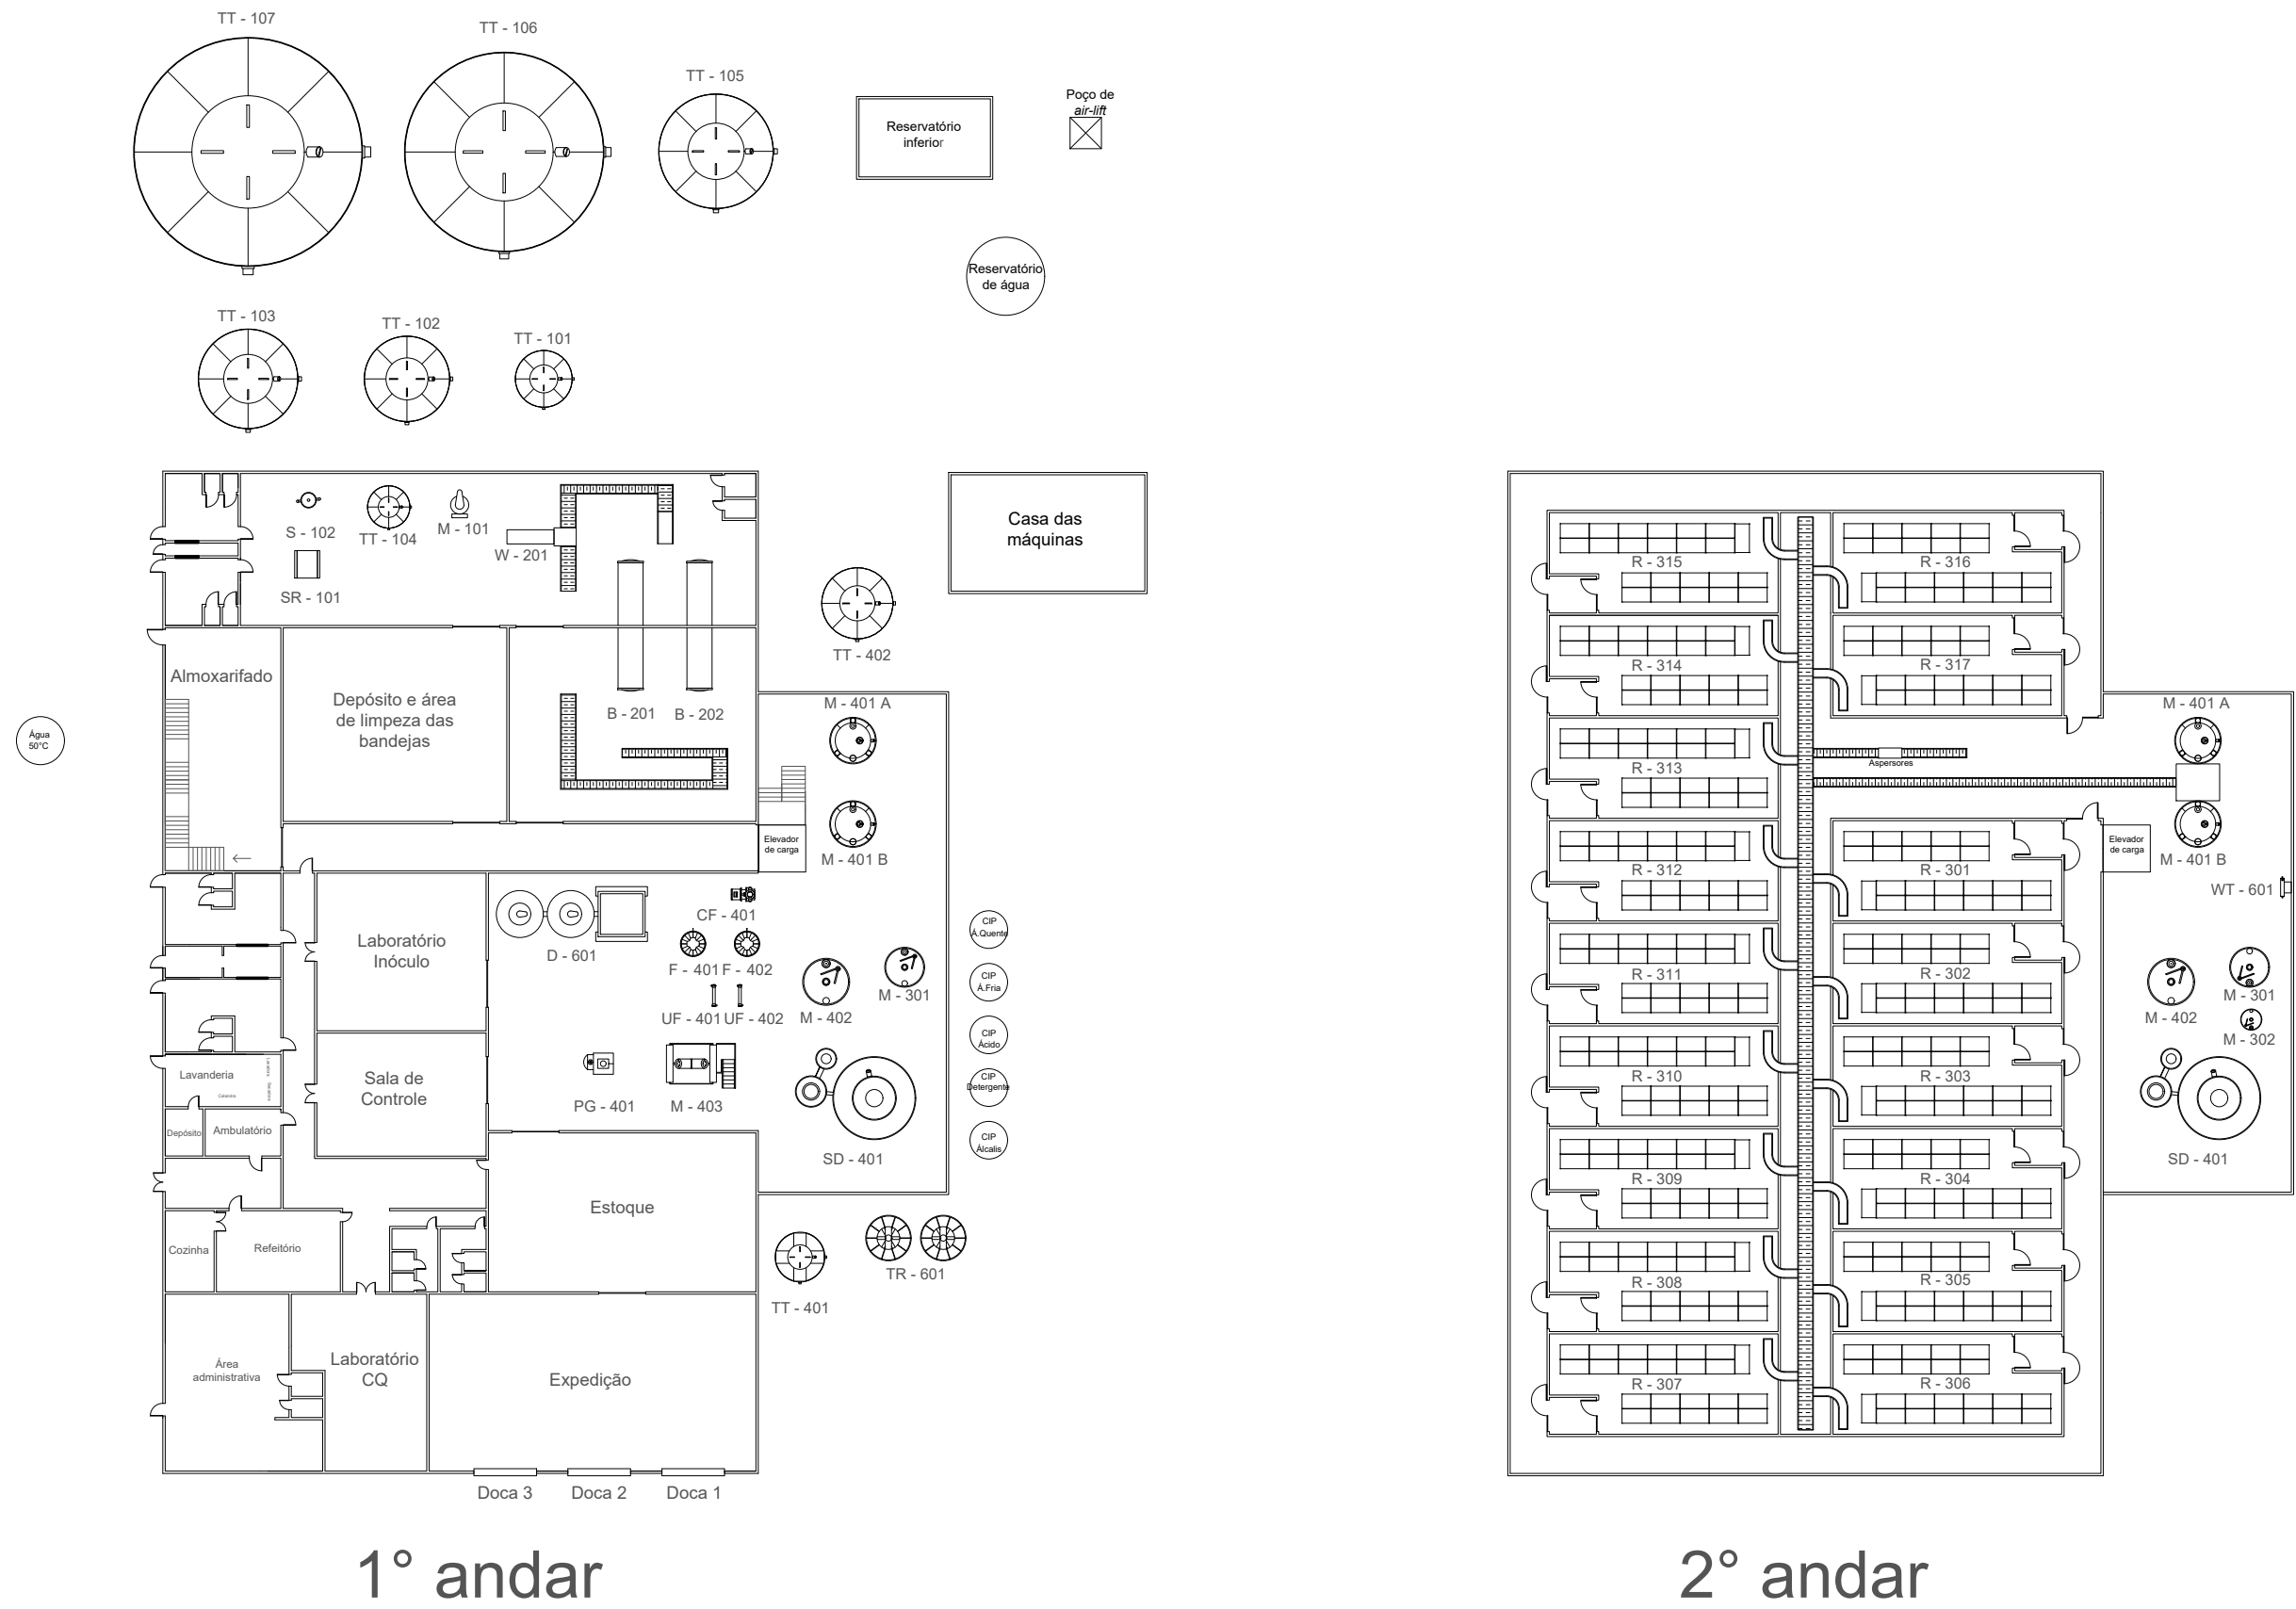 TT - 107
TT - 106
TT - 105
Poço de
air-lift
Reservatório
inferior
Reservatório
de água
TT - 103
TT - 102
TT - 101
S - 102
TT - 104
M - 101
W - 201
SR - 101
Casa das
máquinas
TT - 402
Almoxarifado
Depósito e área
de limpeza das
bandejas
B - 201
B - 202
M - 401 A
Água
50°C
Elevador
de carga
M - 401 B
Laboratório
Inóculo
D - 601
CF - 401
F - 401
F - 402
UF - 401
UF - 402
M - 402
M - 301
CIP
Á.Quente
CIP
Á.Fria
CIP
Ácido
CIP
Detergente
CIP
Álcalis
Lavanderia
Sala de
Controle
PG - 401
M - 403
SD - 401
Depósito
Ambulatório
Estoque
Cozinha
Refeitório
TR - 601
TT - 401
Área
administrativa
Laboratório
CQ
Expedição
Doca 3
Doca 2
Doca 1
1° andar
R - 315
R - 316
R - 314
R - 317
R - 313
Aspersores
M - 401 A
R - 312
R - 301
Elevador
de carga
M - 401 B
WT - 601
R - 311
R - 302
M - 402
M - 301
M - 302
R - 310
R - 303
R - 309
R - 304
SD - 401
R - 308
R - 305
R - 307
R - 306
2° andar